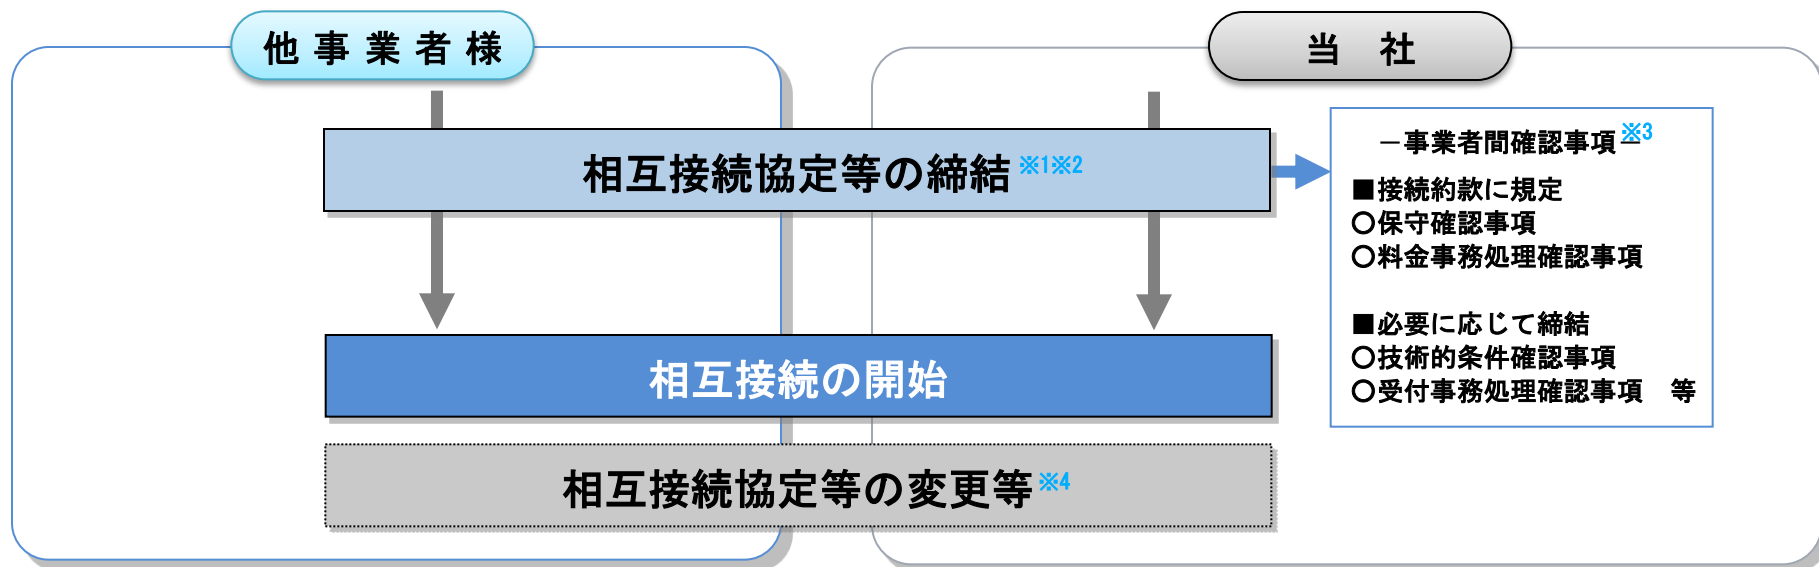 他事業者様
当　社
相互接続協定等の締結※1※2
－事業者間確認事項－※3
■接続約款に規定
○保守確認事項
○料金事務処理確認事項
■必要に応じて締結
○技術的条件確認事項
○受付事務処理確認事項　等
相互接続の開始
相互接続協定等の変更等※4